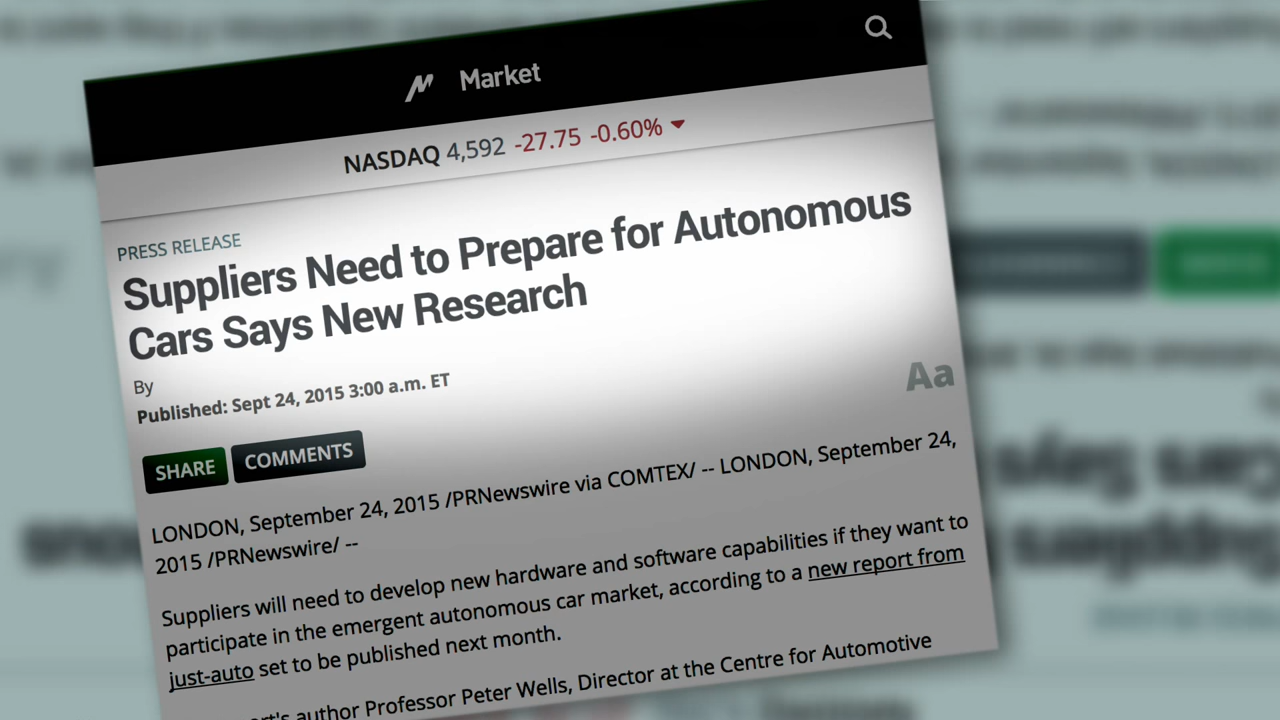 Market
NASDAQ 4,592 -27.75 -0.60%
PRESS RELEASE
Suppliers Need to Prepare for Autonomous
Cars Says New Research
By
Published: Sept 24, 2015 3:00 a.m. ET
Aa
SHARE COMMENTS
LONDON, September 24, 2015 /PRNewswire via COMTEX/ -- LONDON, September 24,
2015 /PRNewswire/ --
Suppliers will need to develop new hardware and software capabilities if they want to
participate in the emergent autonomous car market, according to a new report from
just-auto set to be published next month.
author Professor Peter Wells, Director at the Centre for Automotive